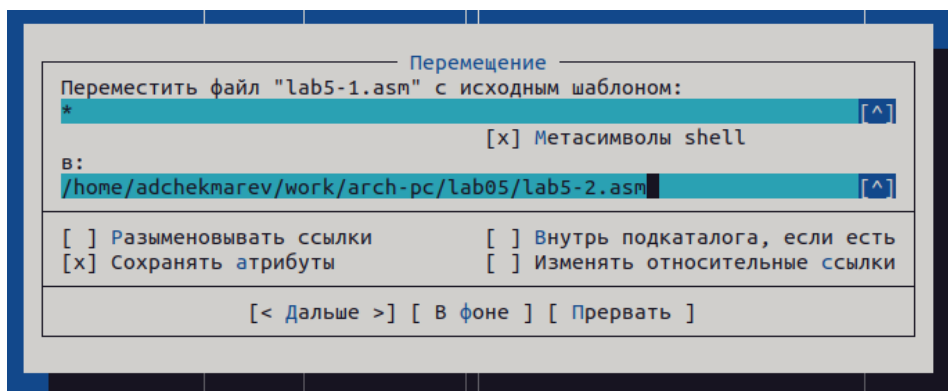 Перемещение
Переместить файл "lab5-1.asm" с исходным шаблоном:
* [^]
[x] Метасимволы shell
в:
/home/adchekmarev/work/arch-pc/lab05/lab5-2.asm [^]
[ ] Разыменовывать ссылки [ ] Внутрь подкаталога, если есть
[x] Сохранять атрибуты [ ] Изменять относительные ссылки
[< Дальше >] [ В фоне ] [ Прервать ]